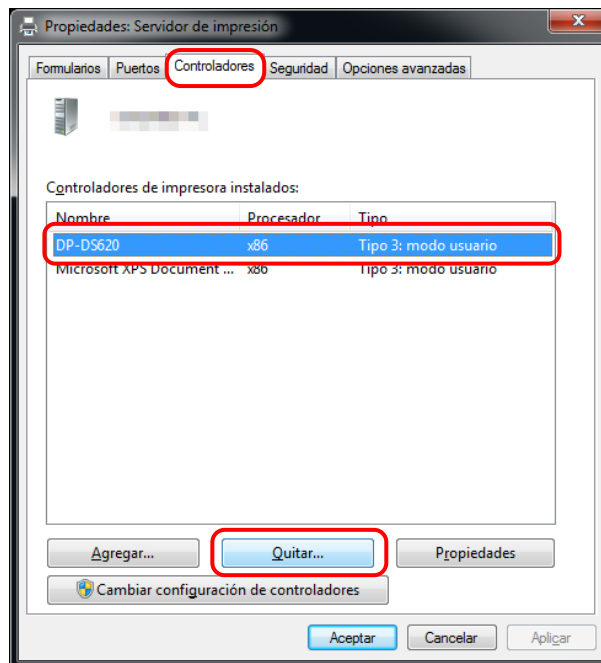 Propiedades: Servidor de impresión
Formularios Puertos Controladores Seguridad Opciones avanzadas
Controladores de impresora instalados:
Nombre Procesador Tipo
DP-DS620 x86 Tipo 3: modo usuario
Microsoft XPS Document ... x86 Tipo 3: modo usuario
Agregar... Quitar... Propiedades
Cambiar configuración de controladores
Aceptar Cancelar Aplicar